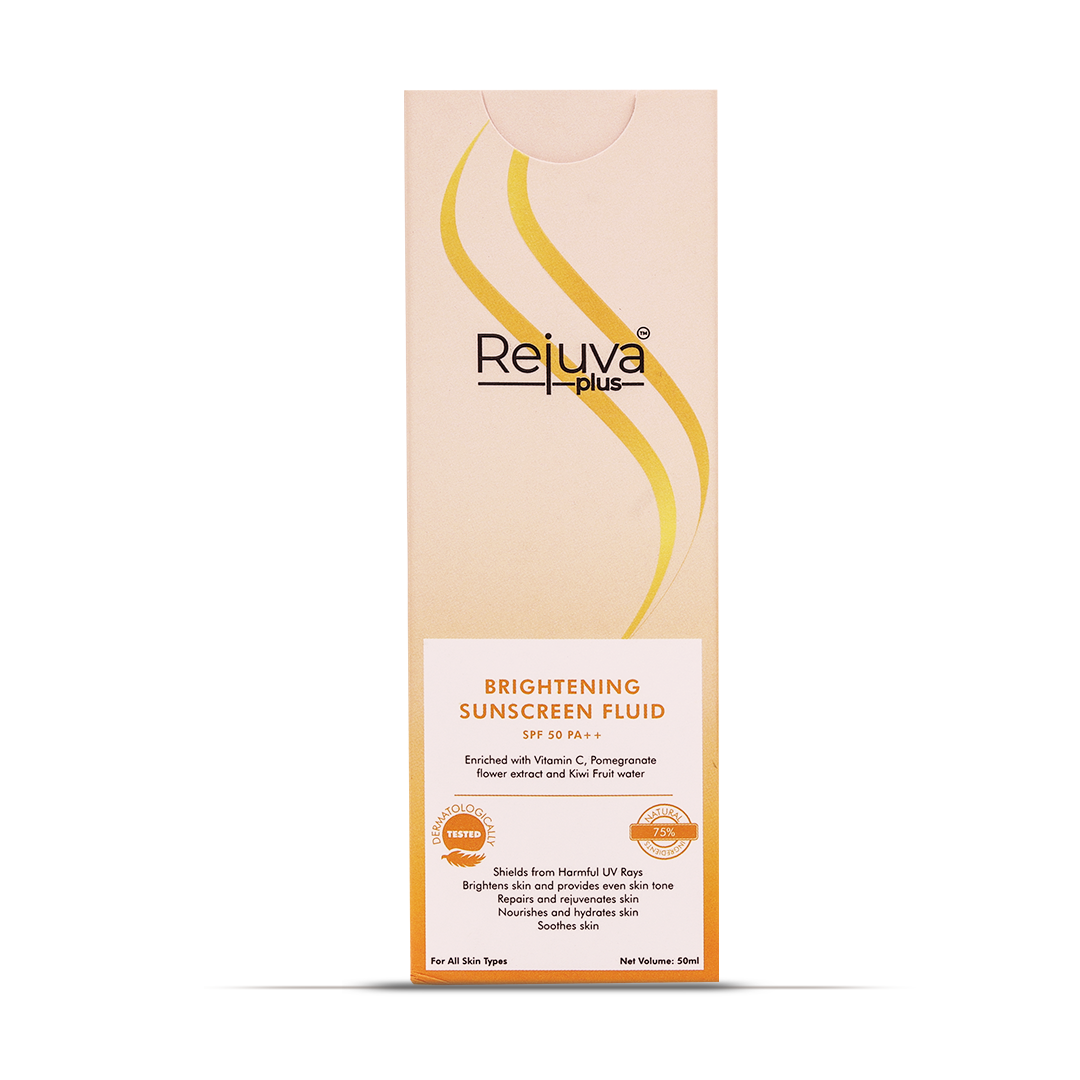 Rejuva™
plus
BRIGHTENING
SUNSCREEN FLUID
SPF 50 PA++
Enriched with Vitamin C, Pomegranate
flower extract and Kiwi Fruit water
DERMATOLOGICALLY
TESTED
NATURAL
75%
INGREDIENTS
Shields from Harmful UV Rays
Brightens skin and provides even skin tone
Repairs and rejuvenates skin
Nourishes and hydrates skin
Soothes skin
For All Skin Types
Net Volume: 50ml